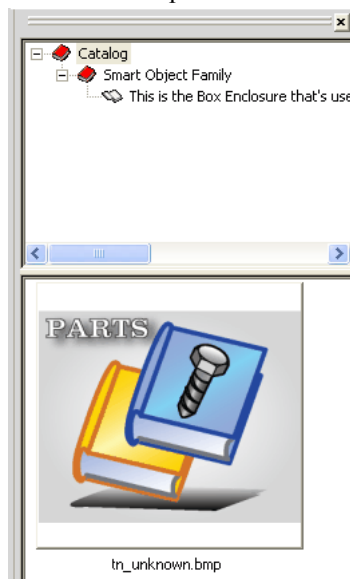 Catalog
Smart Object Family
This is the Box Enclosure that's use
PARTS
tn_unknown.bmp